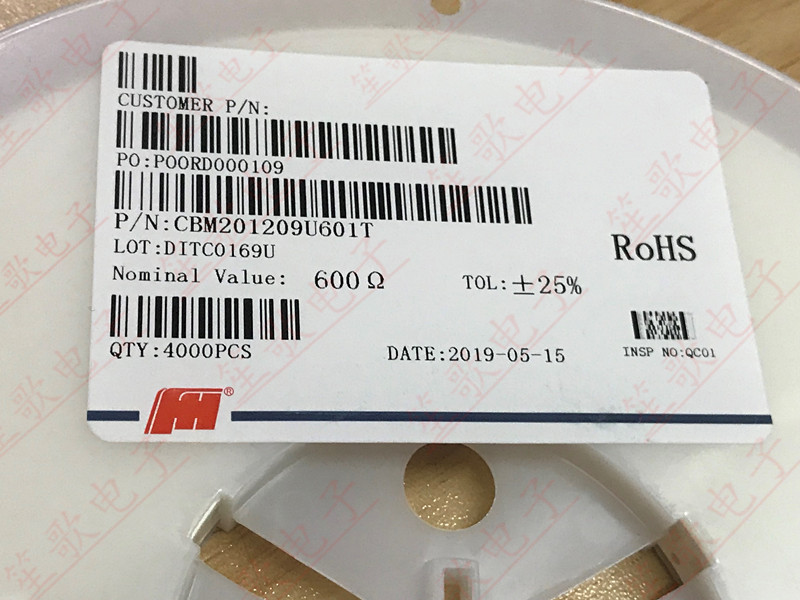 CUSTOMER P/N:
PO:POORD000109
P/N:CBM201209U601T
LOT:DITC0169U
Nominal Value: 600Ω TOL:±25%
RoHS
QTY:4000PCS
DATE:2019-05-15
INSP NO:QC01
®
笙歌电子